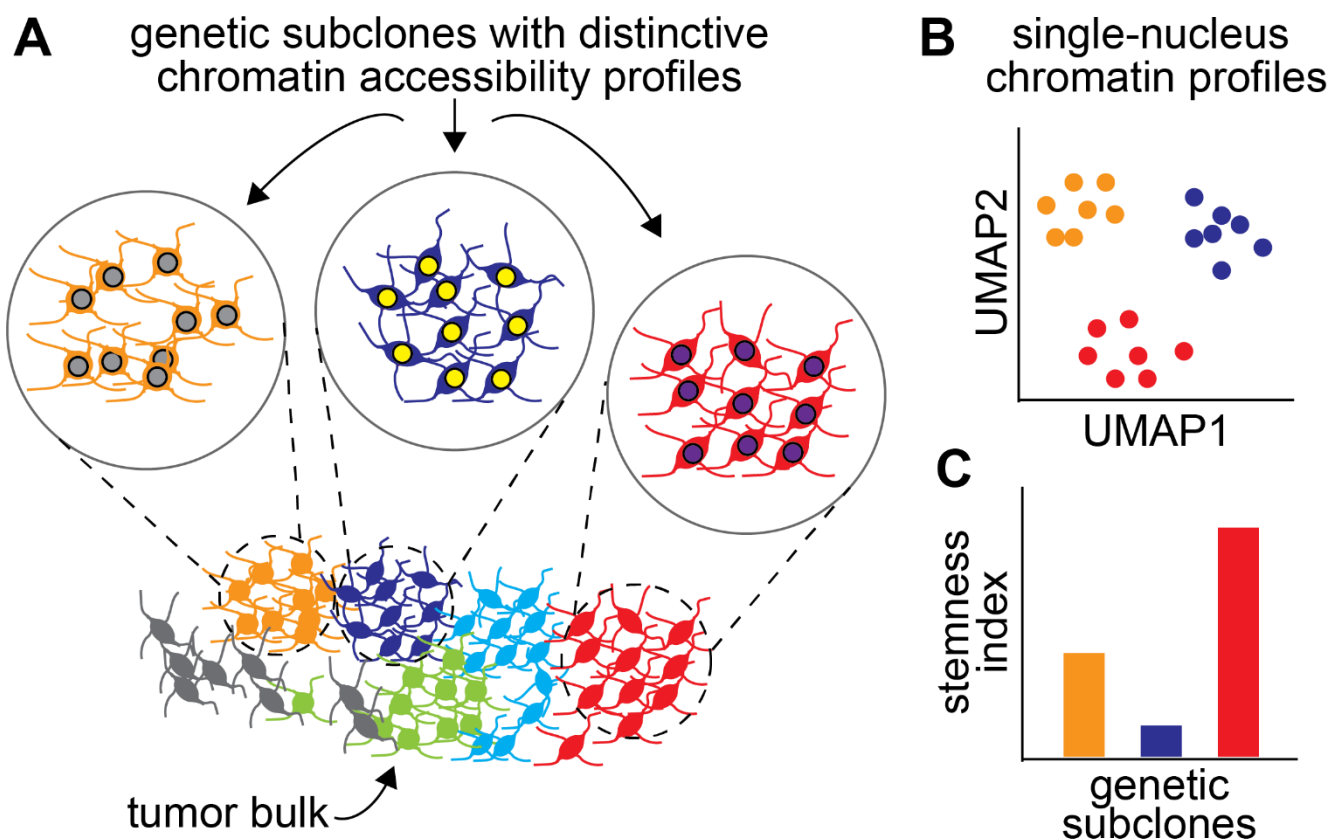 A
genetic subclones with distinctive
chromatin accessibility profiles
tumor bulk
B
single-nucleus
chromatin profiles
UMAP2
UMAP1
C
stemness
index
genetic
subclones